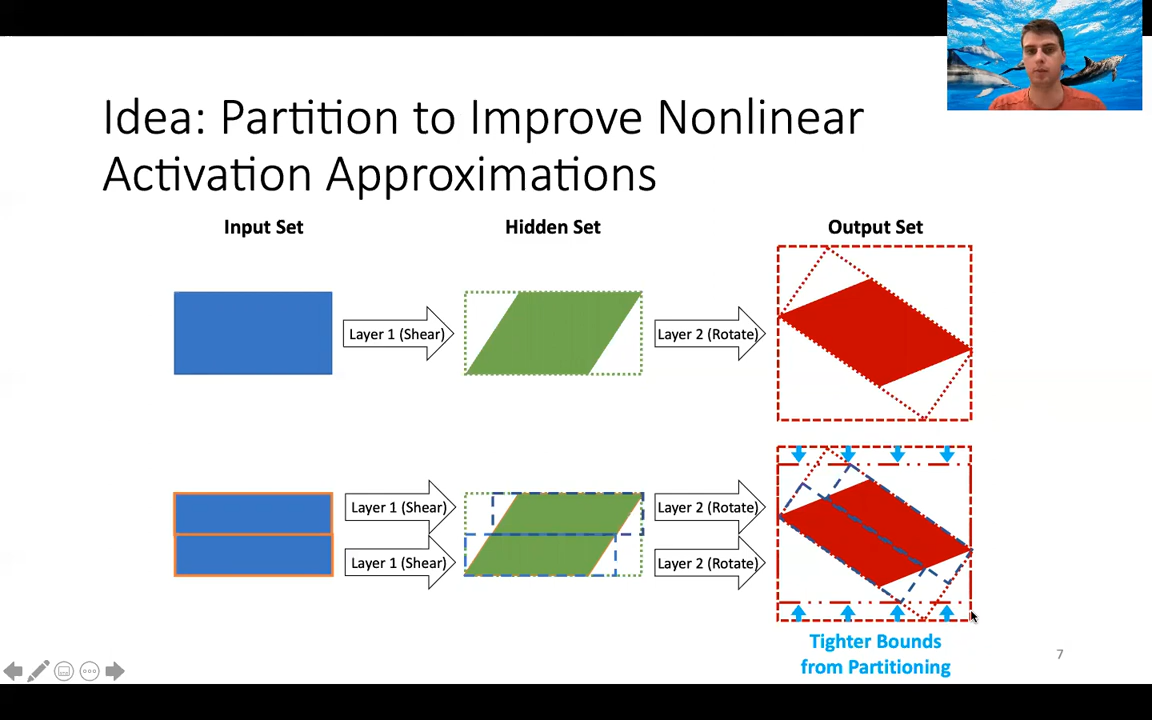 Idea: Partition to Improve Nonlinear
Activation Approximations
Input Set
Hidden Set
Output Set
Layer 1 (Shear)
Layer 2 (Rotate)
Layer 1 (Shear)
Layer 2 (Rotate)
Layer 1 (Shear)
Layer 2 (Rotate)
Tighter Bounds
from Partitioning
7